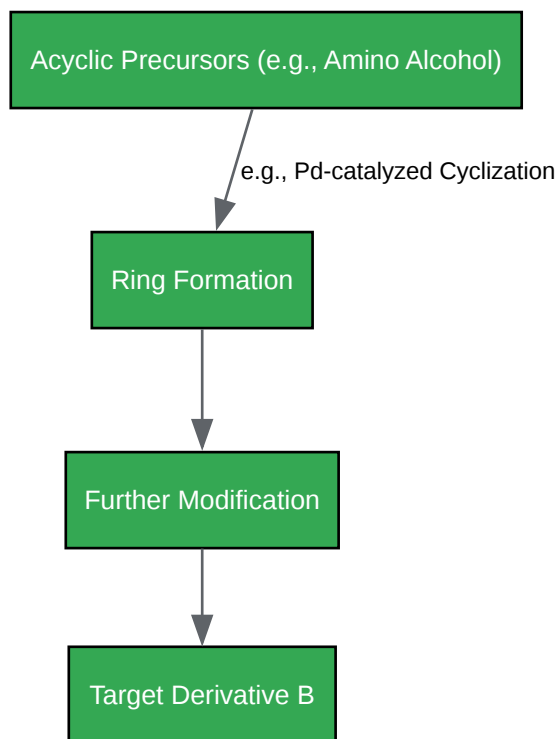 Acyclic Precursors (e.g., Amino Alcohol)
e.g., Pd-catalyzed Cyclization
Ring Formation
Further Modification
Target Derivative B